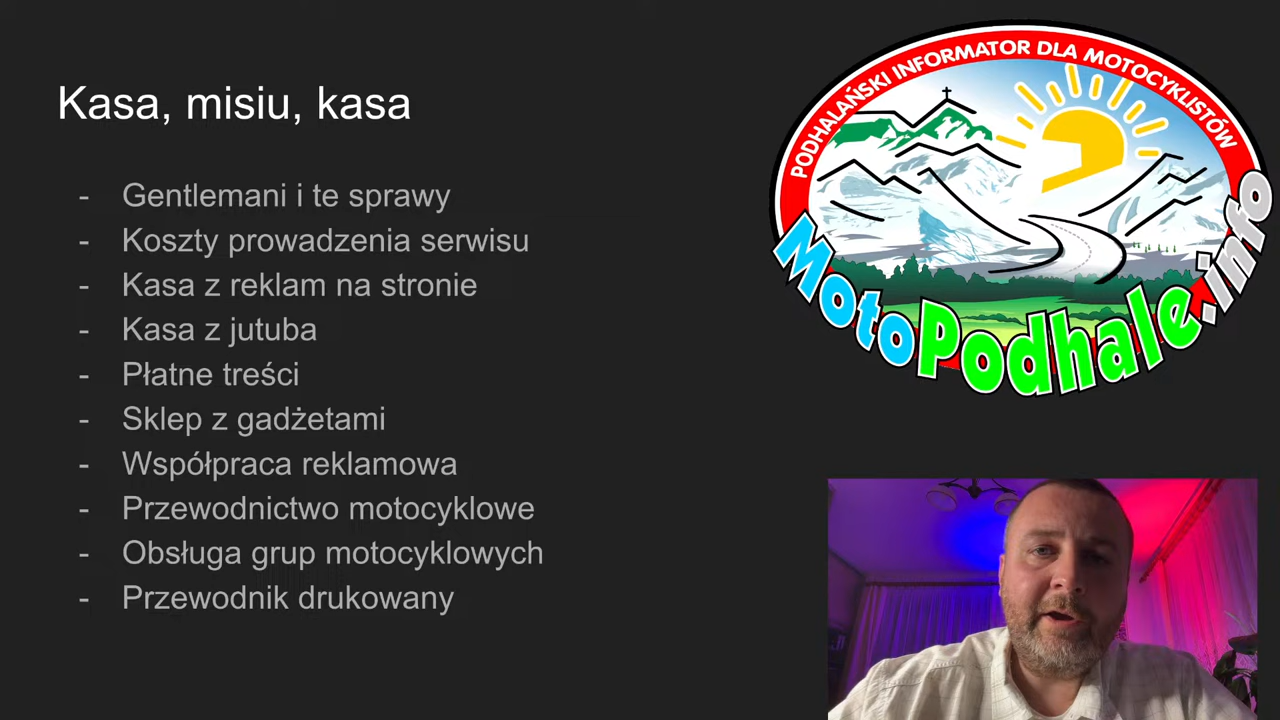 Kasa, misiu, kasa
- Gentlemani i te sprawy
- Koszty prowadzenia serwisu
- Kasa z reklam na stronie
- Kasa z jutuba
- Płatne treści
- Sklep z gadżetami
- Współpraca reklamowa
- Przewodnictwo motocyklowe
- Obsługa grup motocyklowych
- Przewodnik drukowany
PODHALAŃSKI INFORMATOR DLA MOTOCYKLISTÓW
MotoPodhale.info